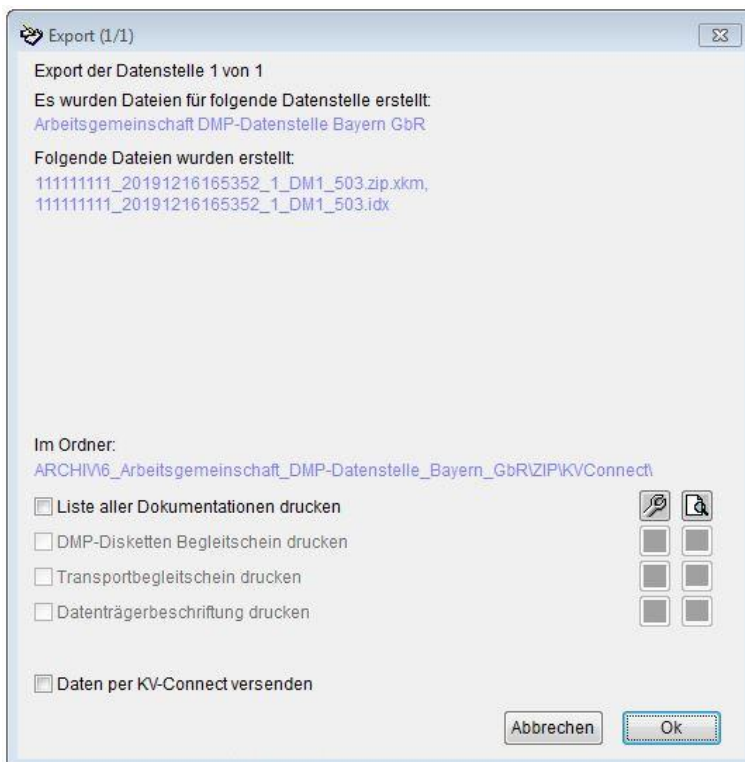 Export (1/1)
Export der Datenstelle 1 von 1
Es wurden Dateien für folgende Datenstelle erstellt:
Arbeitsgemeinschaft DMP-Datenstelle Bayern GbR
Folgende Dateien wurden erstellt:
111111111_20191216165352_1_DM1_503.zip.xkm,
111111111_20191216165352_1_DM1_503.idx
Im Ordner:
ARCHIV\6_Arbeitsgemeinschaft_DMP-Datenstelle_Bayern_GbR\ZIP\KVConnect\
Liste aller Dokumentationen drucken
DMP-Disketten Begleitschein drucken
Transportbegleitschein drucken
Datenträgerbeschriftung drucken
Daten per KV-Connect versenden
Abbrechen Ok